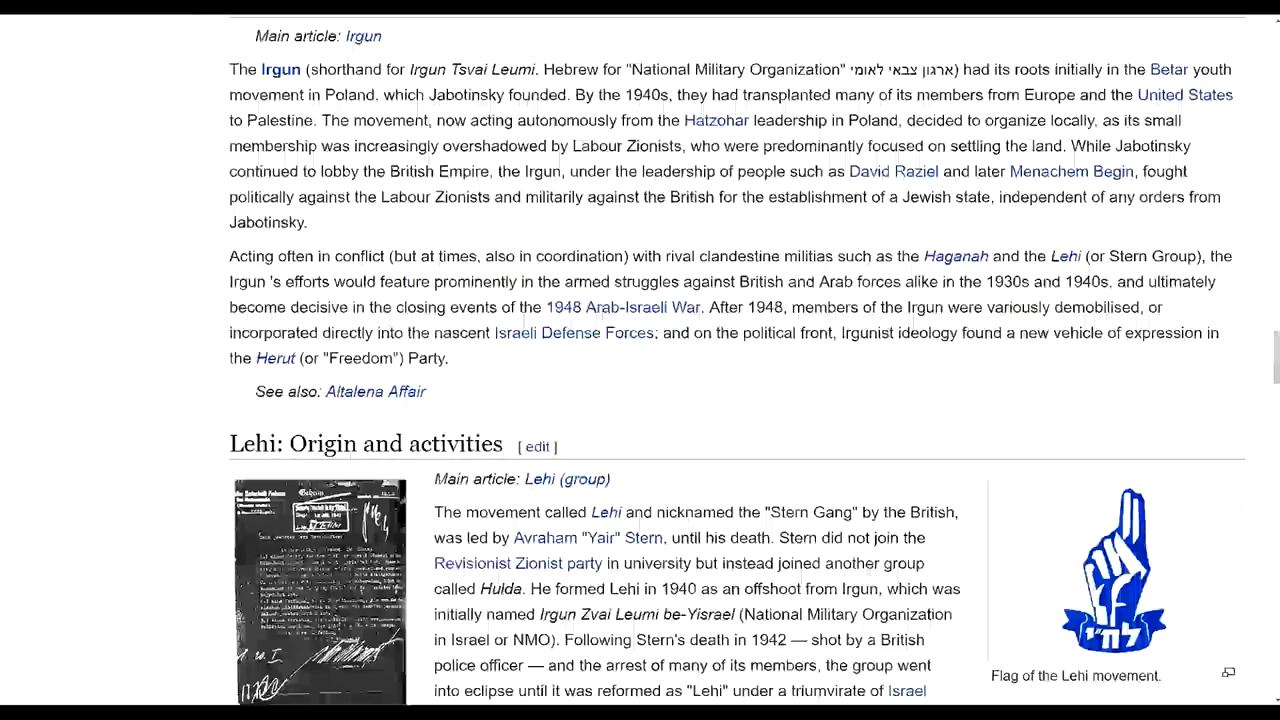 Main article: Irgun
The Irgun (shorthand for Irgun Tsvai Leumi. Hebrew for "National Military Organization" ארגון צבאי לאומי) had its roots initially in the Betar youth
movement in Poland, which Jabotinsky founded. By the 1940s, they had transplanted many of its members from Europe and the United States
to Palestine. The movement, now acting autonomously from the Hatzohar leadership in Poland, decided to organize locally, as its small
membership was increasingly overshadowed by Labour Zionists, who were predominantly focused on settling the land. While Jabotinsky
continued to lobby the British Empire, the Irgun, under the leadership of people such as David Raziel and later Menachem Begin, fought
politically against the Labour Zionists and militarily against the British for the establishment of a Jewish state, independent of any orders from
Jabotinsky.
Acting often in conflict (but at times, also in coordination) with rival clandestine militias such as the Haganah and the Lehi (or Stern Group), the
Irgun 's efforts would feature prominently in the armed struggles against British and Arab forces alike in the 1930s and 1940s, and ultimately
become decisive in the closing events of the 1948 Arab-Israeli War. After 1948, members of the Irgun were variously demobilised, or
incorporated directly into the nascent Israeli Defense Forces; and on the political front, Irgunist ideology found a new vehicle of expression in
the Herut (or "Freedom") Party.
See also: Altalena Affair
Lehi: Origin and activities [ edit ]
Main article: Lehi (group)
The movement called Lehi and nicknamed the "Stern Gang" by the British,
was led by Avraham "Yair" Stern, until his death. Stern did not join the
Revisionist Zionist party in university but instead joined another group
called Hulda. He formed Lehi in 1940 as an offshoot from Irgun, which was
initially named Irgun Zvai Leumi be-Yisrael (National Military Organization
in Israel or NMO). Following Stern's death in 1942 — shot by a British
police officer — and the arrest of many of its members, the group went
into eclipse until it was reformed as "Lehi" under a triumvirate of Israel
Geheim
לח״י
Flag of the Lehi movement.